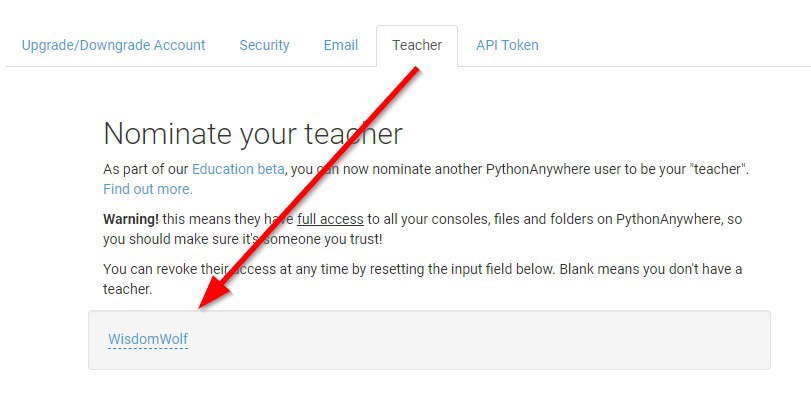 Upgrade/Downgrade Account Security Email Teacher API Token
Nominate your teacher
As part of our Education beta, you can now nominate another PythonAnywhere user to be your "teacher".
Find out more.
Warning! this means they have full access to all your consoles, files and folders on PythonAnywhere, so
you should make sure it's someone you trust!
You can revoke their access at any time by resetting the input field below. Blank means you don't have a
teacher.
WisdomWolf